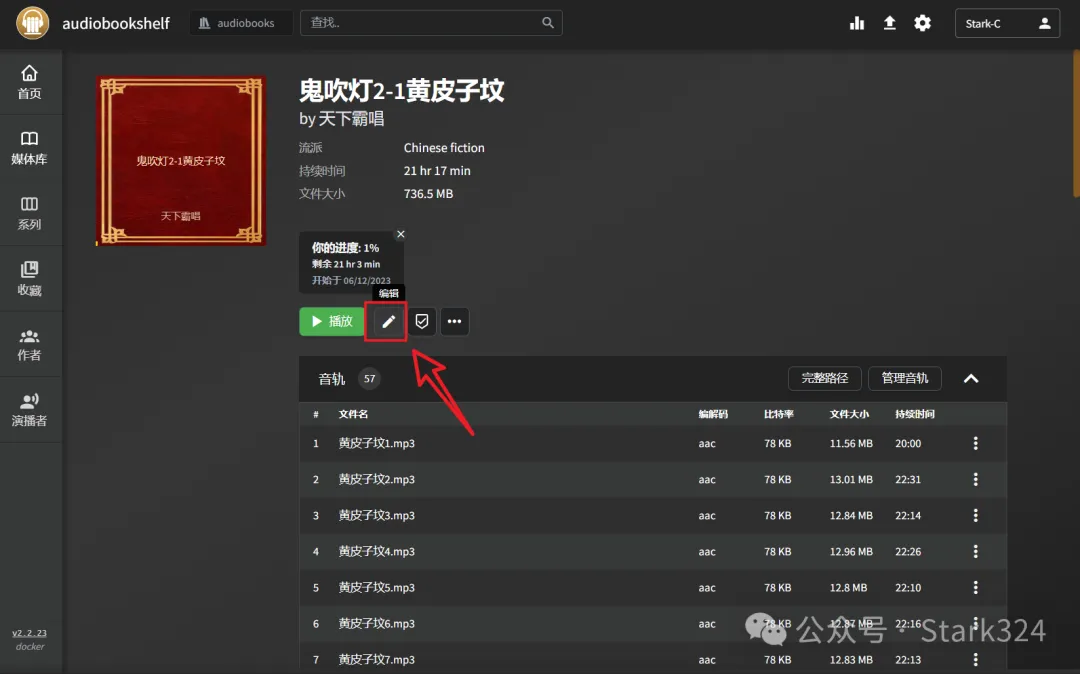 audiobookshelf
audiobooks
查找..
Stark-C
首页
媒体库
系列
收藏
作者
演播者
v2.2.23
docker
鬼吹灯2-1黄皮子坟
天下霸唱
鬼吹灯2-1黄皮子坟
by 天下霸唱
流派 Chinese fiction
持续时间 21 hr 17 min
文件大小 736.5 MB
你的进度: 1%
剩余 21 hr 3 min
开始于 06/12/2023
编辑
播放
音轨 57 完整路径 管理音轨
# 文件名 编解码 比特率 文件大小 持续时间
1 黄皮子坟1.mp3 aac 78 KB 11.56 MB 20:00
2 黄皮子坟2.mp3 aac 78 KB 13.01 MB 22:31
3 黄皮子坟3.mp3 aac 78 KB 12.84 MB 22:14
4 黄皮子坟4.mp3 aac 78 KB 12.96 MB 22:26
5 黄皮子坟5.mp3 aac 78 KB 12.8 MB 22:10
6 黄皮子坟6.mp3 aac 78 KB 12.87 MB 22:16
公众号 · Stark324
7 黄皮子坟7.mp3 aac 78 KB 12.83 MB 22:13